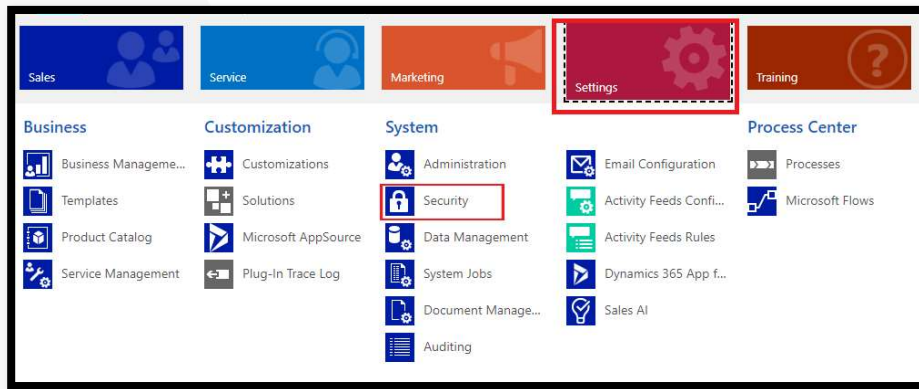 Sales
Service
Marketing
Settings
Training
Business
Business Manageme...
Templates
Product Catalog
Service Management
Customization
Customizations
Solutions
Microsoft AppSource
Plug-In Trace Log
System
Administration
Security
Data Management
System Jobs
Document Manage...
Auditing
Email Configuration
Activity Feeds Confi...
Activity Feeds Rules
Dynamics 365 App f...
Sales AI
Process Center
Processes
Microsoft Flows